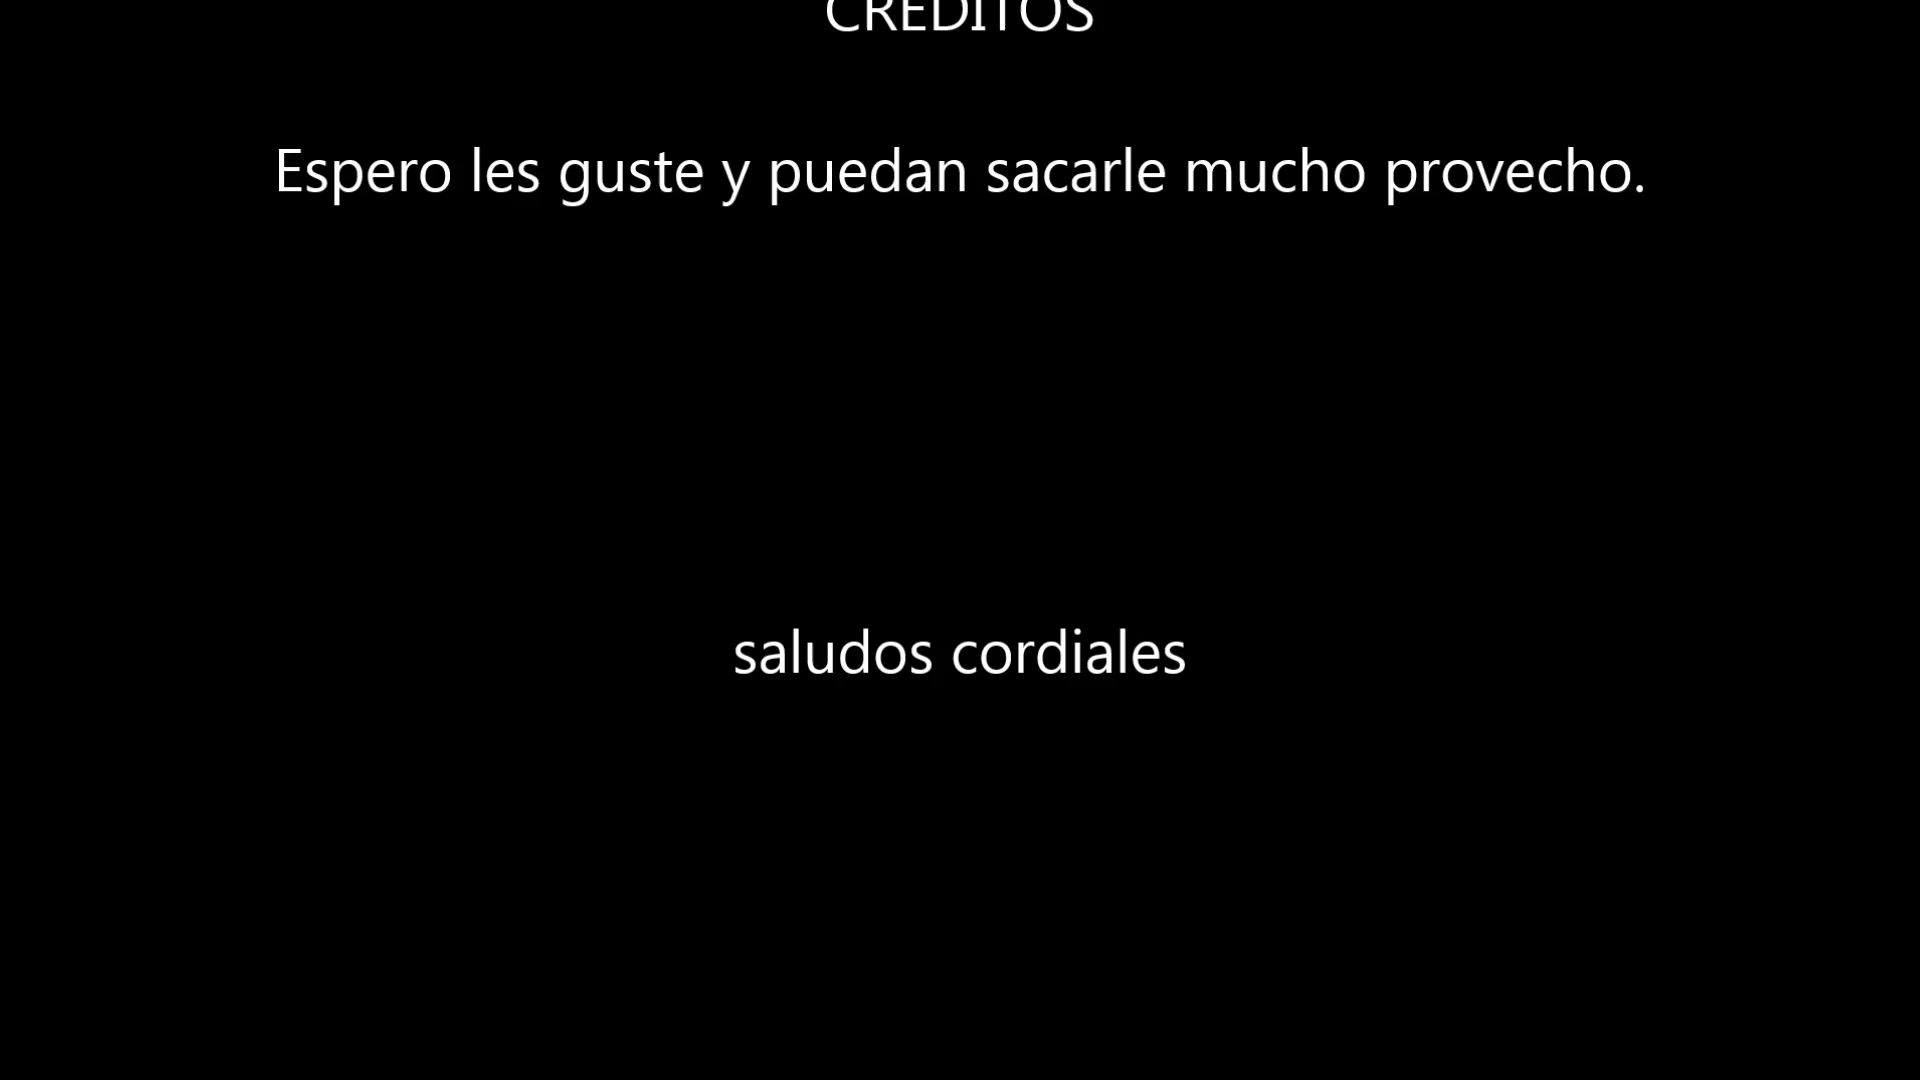 CREDITOS
Espero les guste y puedan sacarle mucho provecho.
saludos cordiales